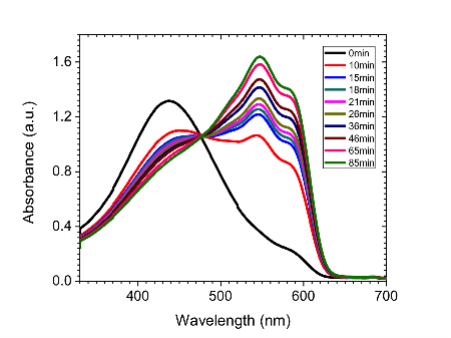 1.6
1.2
0.8
0.4
0.0
Absorbance (a.u.)
0min
10min
15min
18min
21min
26min
36min
46min
65min
85min
400
500
600
700
Wavelength (nm)